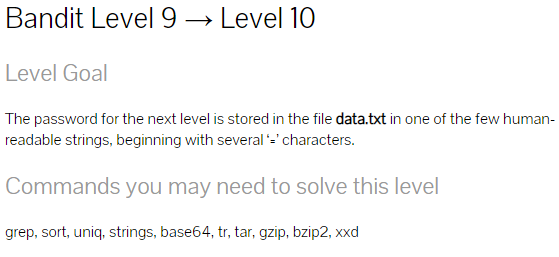 Bandit Level 9 → Level 10
Level Goal
The password for the next level is stored in the file data.txt in one of the few human-
readable strings, beginning with several ‘=’ characters.
Commands you may need to solve this level
grep, sort, uniq, strings, base64, tr, tar, gzip, bzip2, xxd